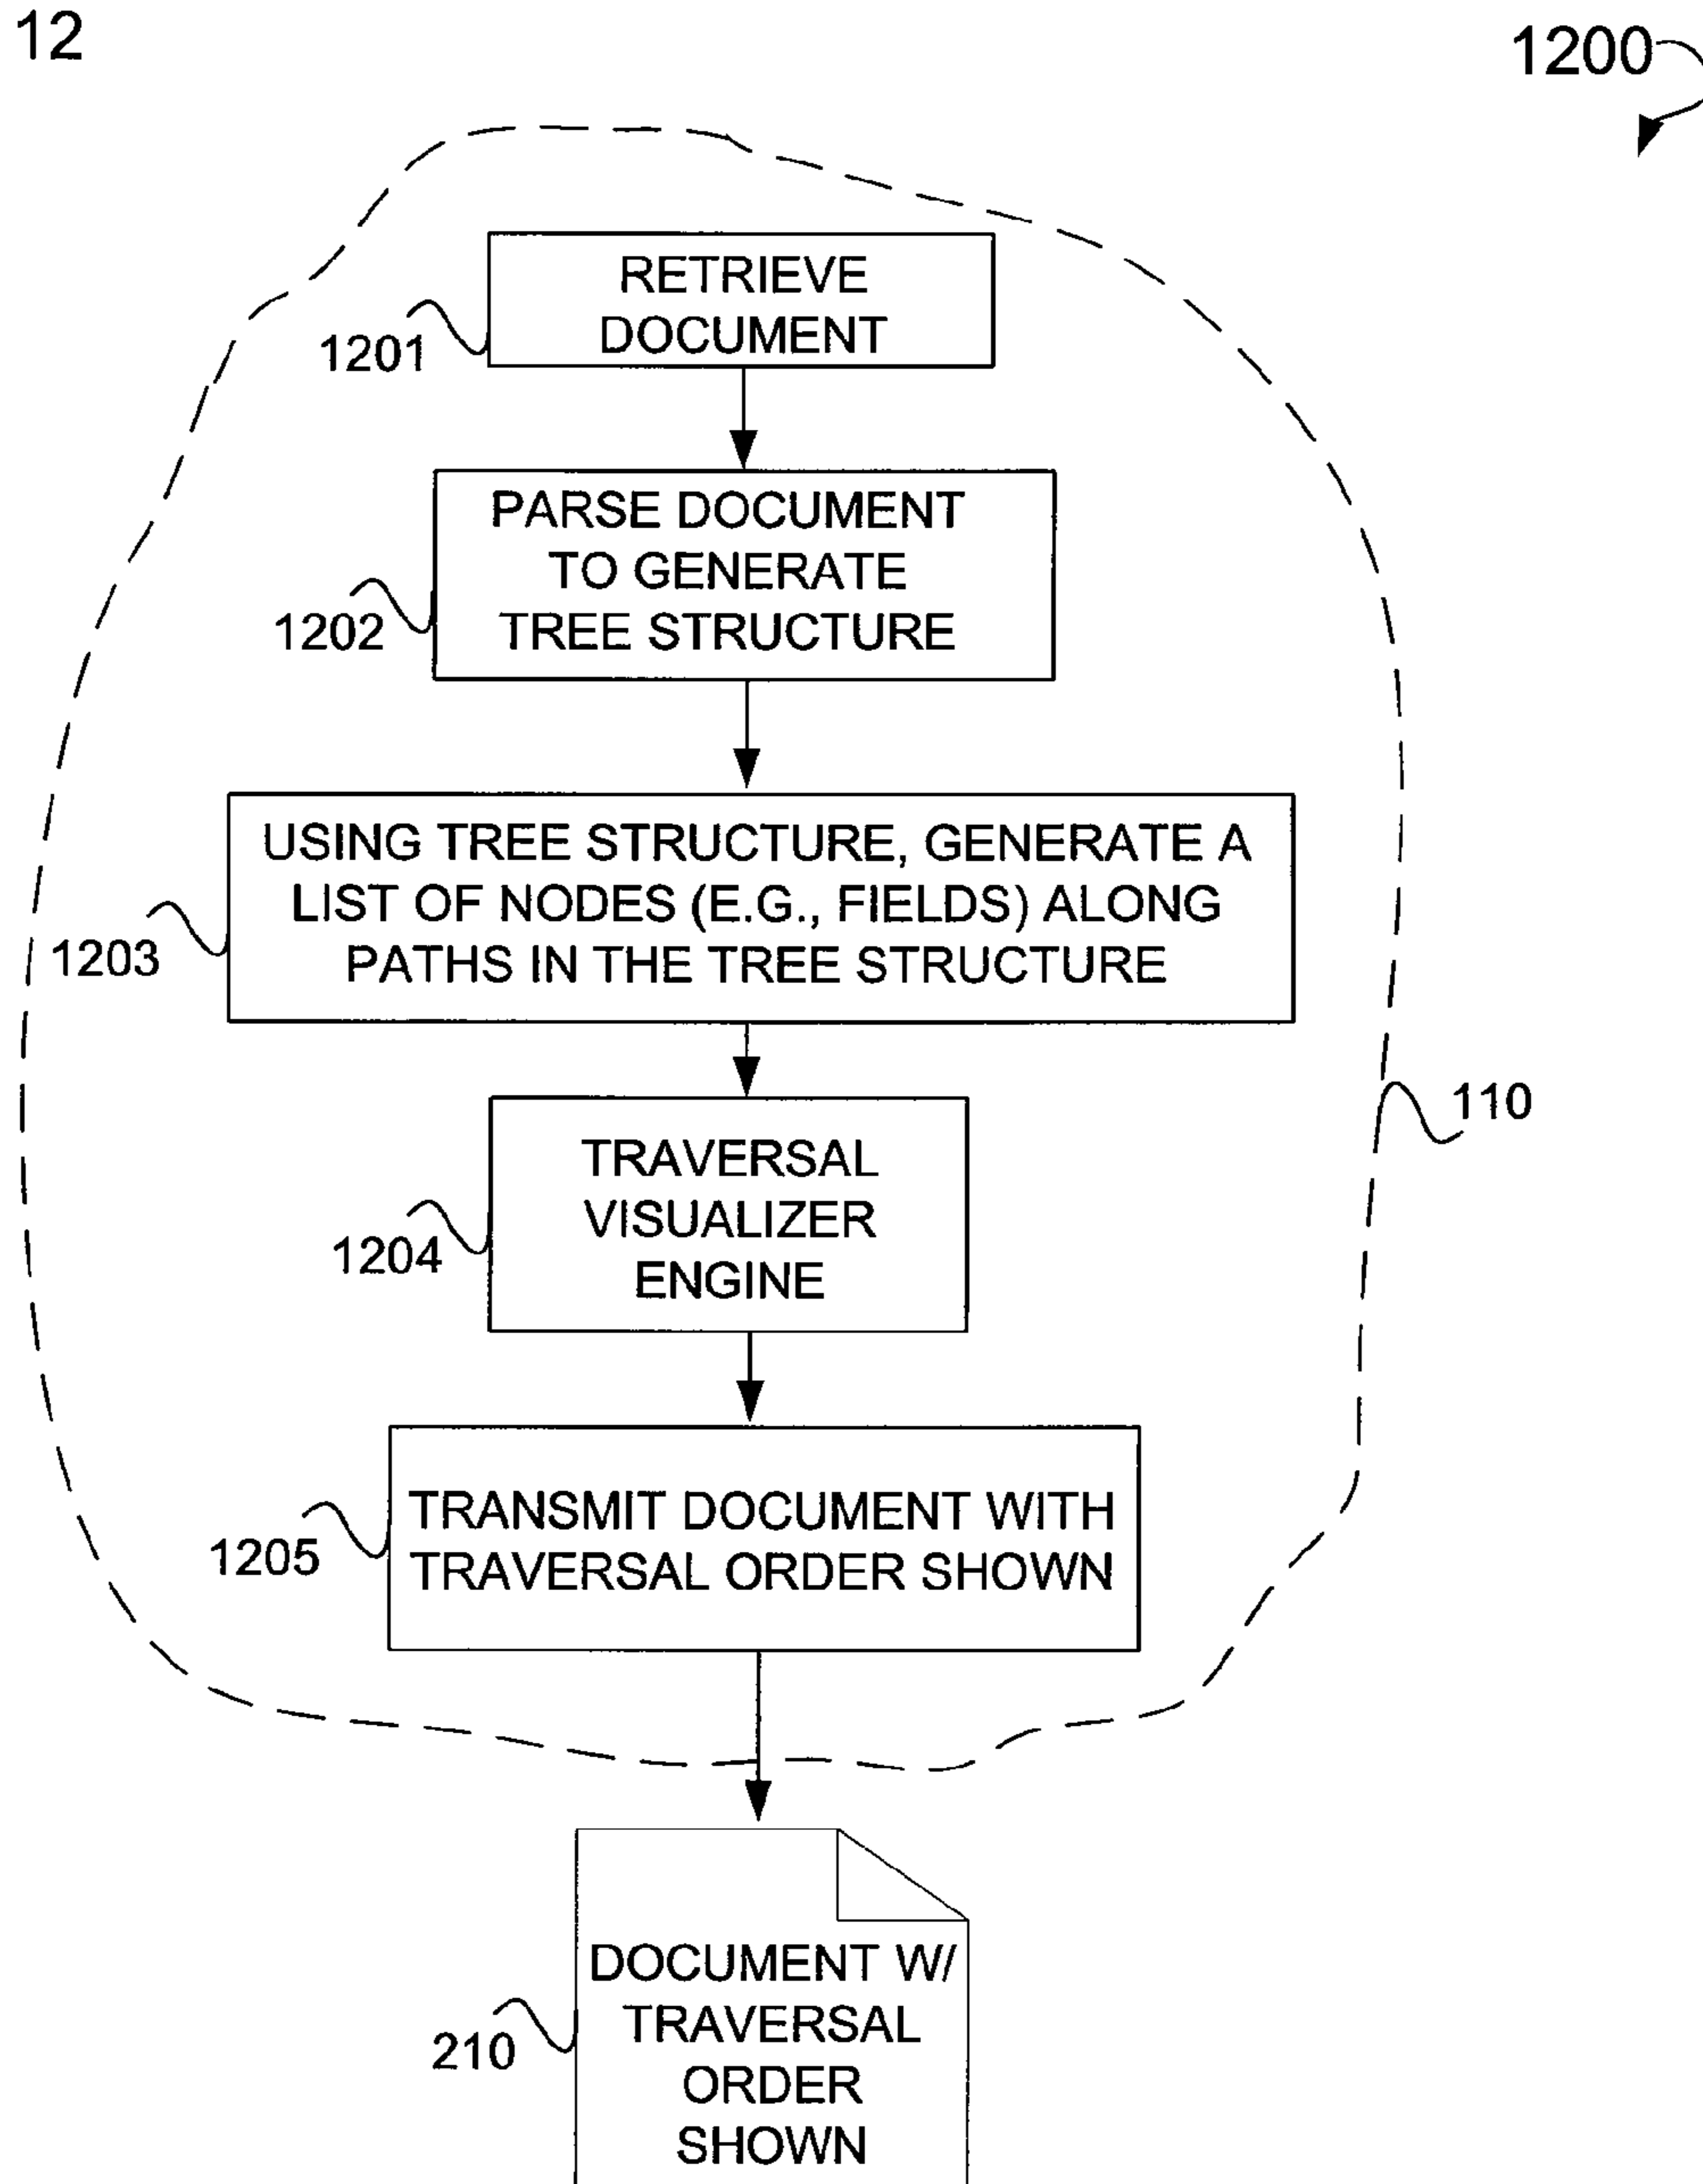 12
1200
RETRIEVE
DOCUMENT
1201
PARSE DOCUMENT
TO GENERATE
TREE STRUCTURE
1202
USING TREE STRUCTURE, GENERATE A
LIST OF NODES (E.G., FIELDS) ALONG
PATHS IN THE TREE STRUCTURE
1203
110
TRAVERSAL
VISUALIZER
ENGINE
1204
TRANSMIT DOCUMENT WITH
TRAVERSAL ORDER SHOWN
1205
DOCUMENT W/
TRAVERSAL
ORDER
SHOWN
210